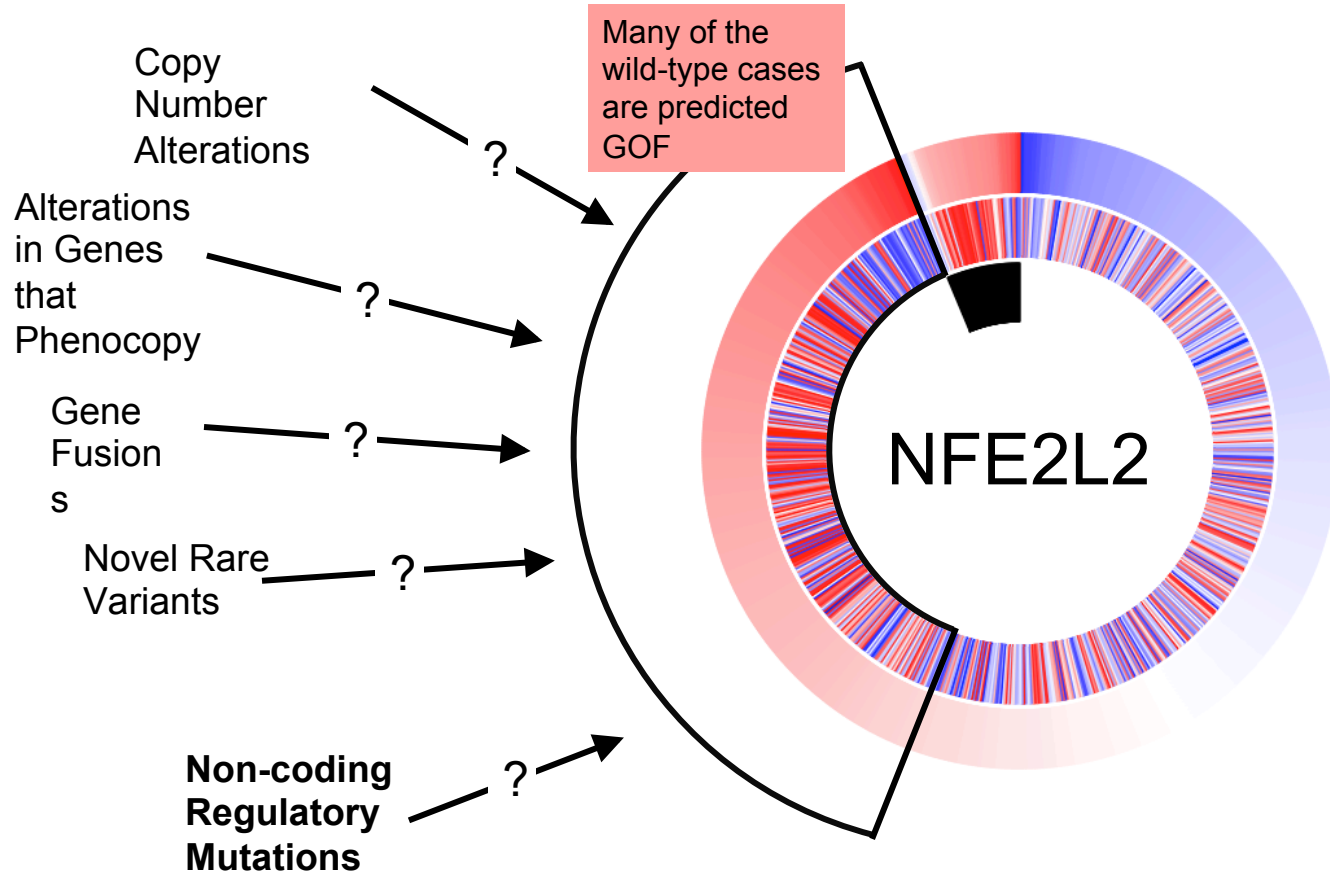 Copy
Number
Alterations
?
Many of the
wild-type cases
are predicted
GOF
Alterations
in Genes
that
Phenocopy
?
Gene
Fusion
s
?
NFE2L2
Novel Rare
Variants
?
Non-coding
Regulatory
Mutations
?